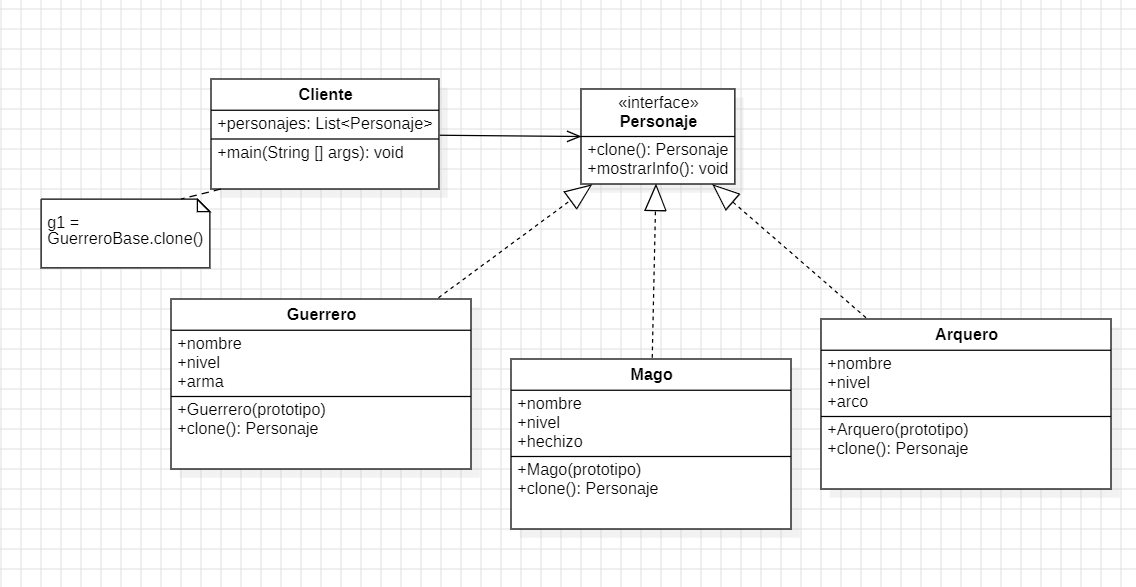 Cliente
+personajes: List<Personaje>
+main(String [] args): void
«interface»
Personaje
+clone(): Personaje
+mostrarInfo(): void
g1 =
GuerreroBase.clone()
Guerrero
+nombre
+nivel
+arma
+Guerrero(prototipo)
+clone(): Personaje
Mago
+nombre
+nivel
+hechizo
+Mago(prototipo)
+clone(): Personaje
Arquero
+nombre
+nivel
+arco
+Arquero(prototipo)
+clone(): Personaje